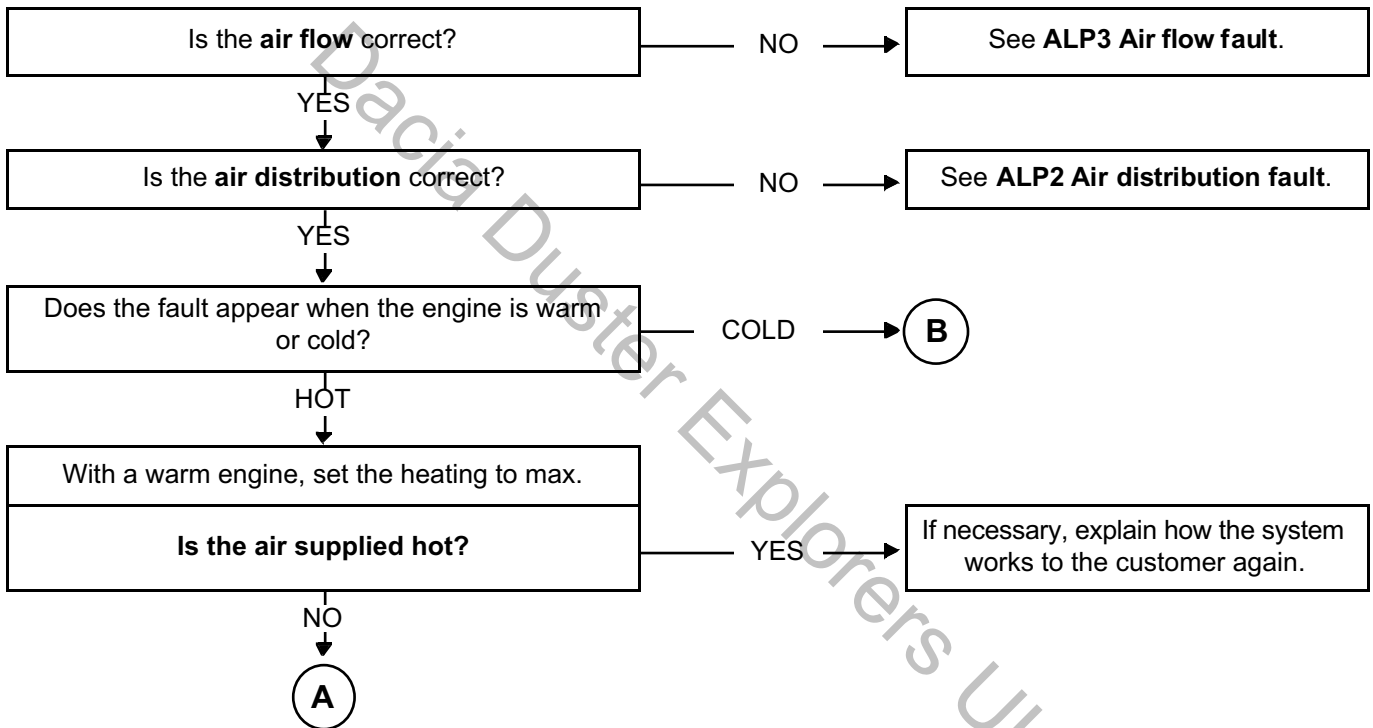 Is the air flow correct?
NO
See ALP3 Air flow fault.
YES
Is the air distribution correct?
NO
See ALP2 Air distribution fault.
YES
Does the fault appear when the engine is warm
or cold?
COLD
B
HOT
With a warm engine, set the heating to max.
Is the air supplied hot?
YES
If necessary, explain how the system
works to the customer again.
NO
A
Dacia Duster Explorers